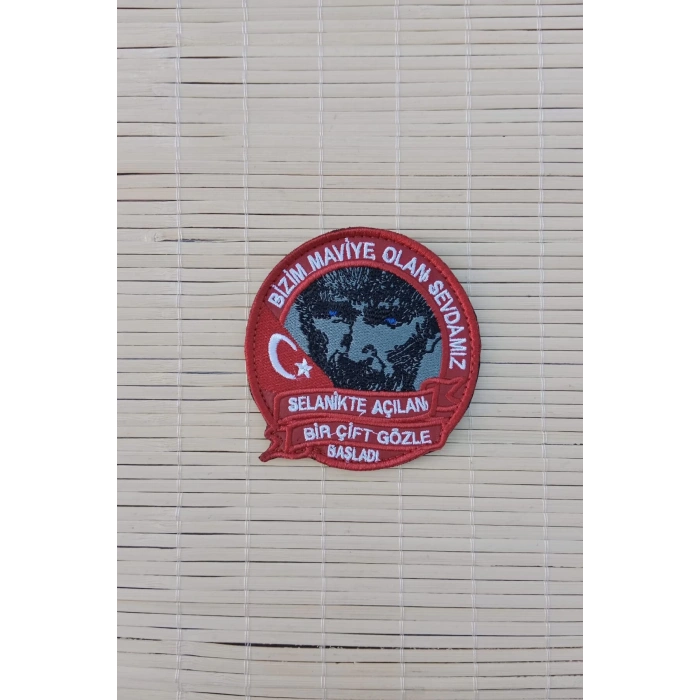 BİZİM MAVİYE OLAN SEVDAMIZ
SELANİKTE AÇILAN
BİR ÇİFT GÖZLE
BAŞLADI